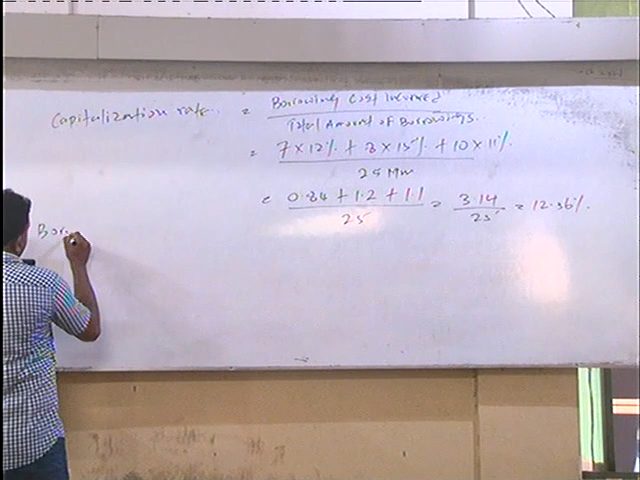 Capitalization rate = Borrowing Cost Incurred / Total Amount of Borrowings.
= 7 × 12% + 8 × 15% + 10 × 11% / 25 Mn
= 0.84 + 1.2 + 1.1 / 25 = 3.14 / 25 = 12.56%.
Bor